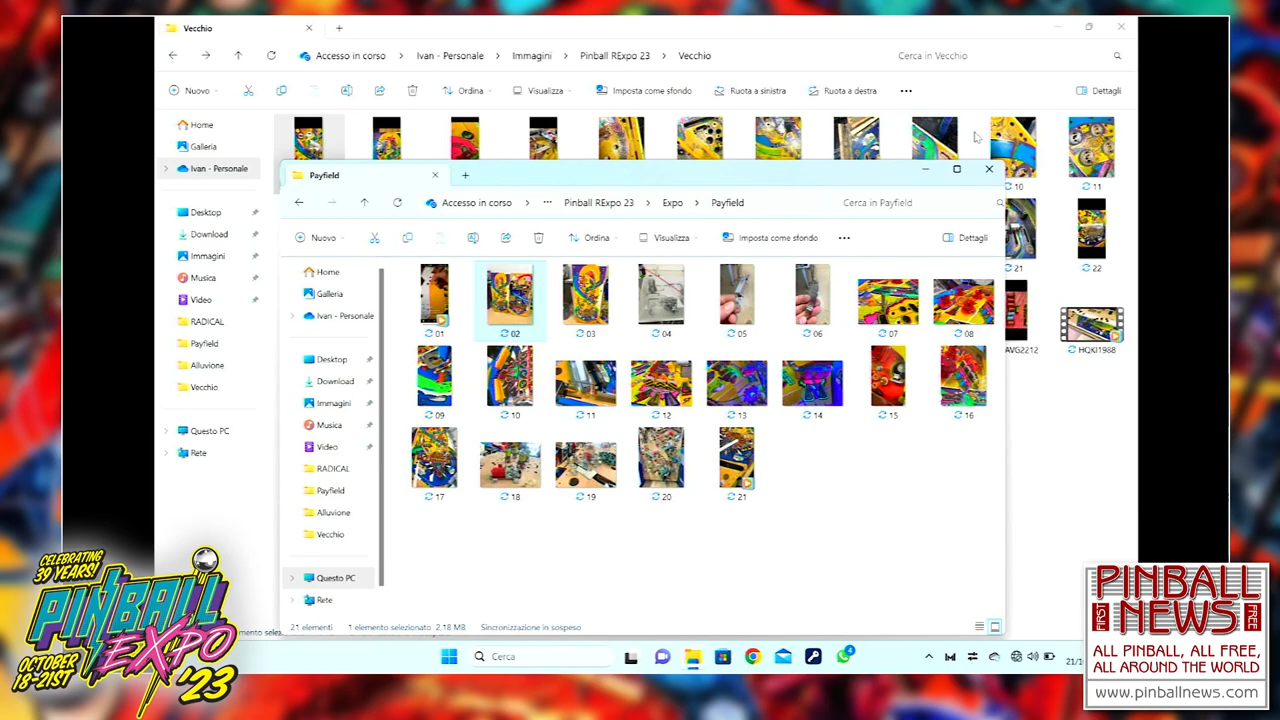 Vecchio
Accesso in corso Ivan - Personale Immagini Pinball RExpo 23 Vecchio Cerca in Vecchio
Nuovo Ordina Visualizza Imposta come sfondo Ruota a sinistra Ruota a destra ••• Dettagli
Home
Galleria
Ivan - Personale
Desktop
Download
Immagini
Musica
Video
RADICAL
Payfield
Alluvione
Vecchio
Questo PC
Rete
10 11
21 22
AVG2212 HQKI1988
Payfield
Accesso in corso ••• Pinball RExpo 23 Expo Payfield Cerca in Payfield
Nuovo Ordina Visualizza Imposta come sfondo ••• Dettagli
Home
Galleria
Ivan - Personale
Desktop
Download
Immagini
Musica
Video
RADICAL
Payfield
Alluvione
Vecchio
Questo PC
Rete
01 02 03 04 05 06 07 08
09 10 11 12 13 14 15 16
17 18 19 20 21
21 elementi 1 elemento selezionato 2,18 MB Sincronizzazione in sospeso
Cerca
4
CELEBRATING
39 YEARS!
PINBALL
EXPO
OCTOBER
18-21ST
'23
PINBALL
FIRST NEWS FREE
ALL PINBALL, ALL FREE,
ALL AROUND THE WORLD
www.pinballnews.com